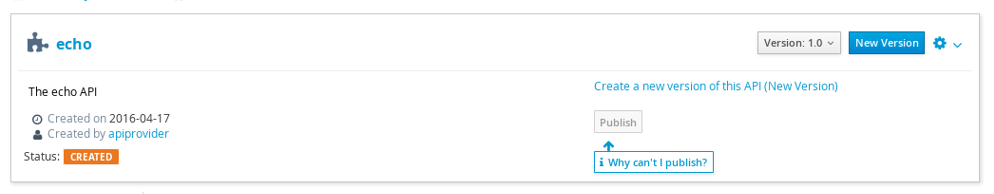 echo
Version: 1.0
New Version
The echo API
Create a new version of this API (New Version)
Created on 2016-04-17
Publish
Created by apiprovider
Status: CREATED
Why can't I publish?